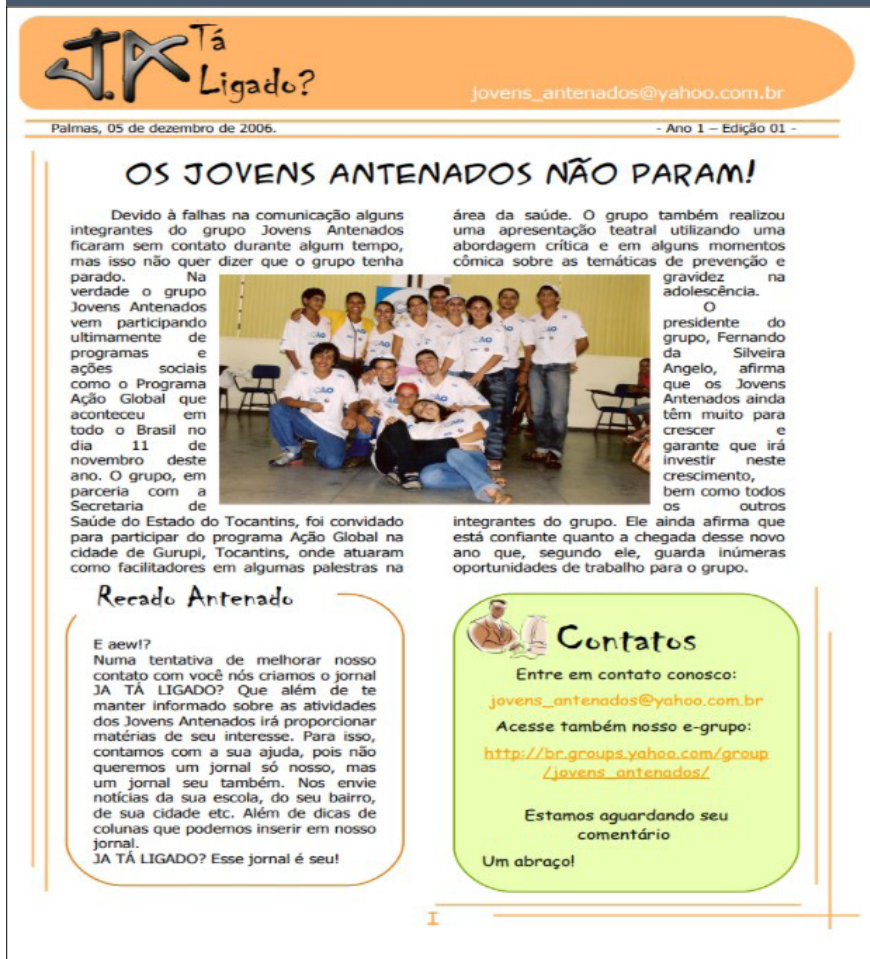 J.A Tá
Ligado?
jovens_antenados@yahoo.com.br
Palmas, 05 de dezembro de 2006.
- Ano 1 – Edição 01 -
OS JOVENS ANTENADOS NÃO PARAM!
Devido à falhas na comunicação alguns
integrantes do grupo Jovens Antenados
ficaram sem contato durante algum tempo,
mas isso não quer dizer que o grupo tenha
parado. Na
verdade o grupo
Jovens Antenados
vem participando
ultimamente de
programas e
ações sociais
como o Programa
Ação Global que
aconteceu em
todo o Brasil no
dia 11 de
novembro deste
ano. O grupo, em
parceria com a
Secretaria de
Saúde do Estado do Tocantins, foi convidado
para participar do programa Ação Global na
cidade de Gurupi, Tocantins, onde atuaram
como facilitadores em algumas palestras na
área da saúde. O grupo também realizou
uma apresentação teatral utilizando uma
abordagem crítica e em alguns momentos
cômica sobre as temáticas de prevenção e
gravidez na
adolescência.
O
presidente do
grupo, Fernando
da Silveira
Angelo, afirma
que os Jovens
Antenados ainda
têm muito para
crescer e
garante que irá
investir neste
crescimento,
bem como todos
os outros
integrantes do grupo. Ele ainda afirma que
está confiante quanto a chegada desse novo
ano que, segundo ele, guarda inúmeras
oportunidades de trabalho para o grupo.
Recado Antenado
E aew!?
Numa tentativa de melhorar nosso
contato com você nós criamos o jornal
JA TÁ LIGADO? Que além de te
manter informado sobre as atividades
dos Jovens Antenados irá proporcionar
matérias de seu interesse. Para isso,
contamos com a sua ajuda, pois não
queremos um jornal só nosso, mas
um jornal seu também. Nos envie
notícias da sua escola, do seu bairro,
de sua cidade etc. Além de dicas de
colunas que podemos inserir em nosso
jornal.
JA TÁ LIGADO? Esse jornal é seu!
Contatos
Entre em contato conosco:
jovens_antenados@yahoo.com.br
Acesse também nosso e-grupo:
http://br.groups.yahoo.com/group
/jovens_antenados/
Estamos aguardando seu
comentário
Um abraço!
I